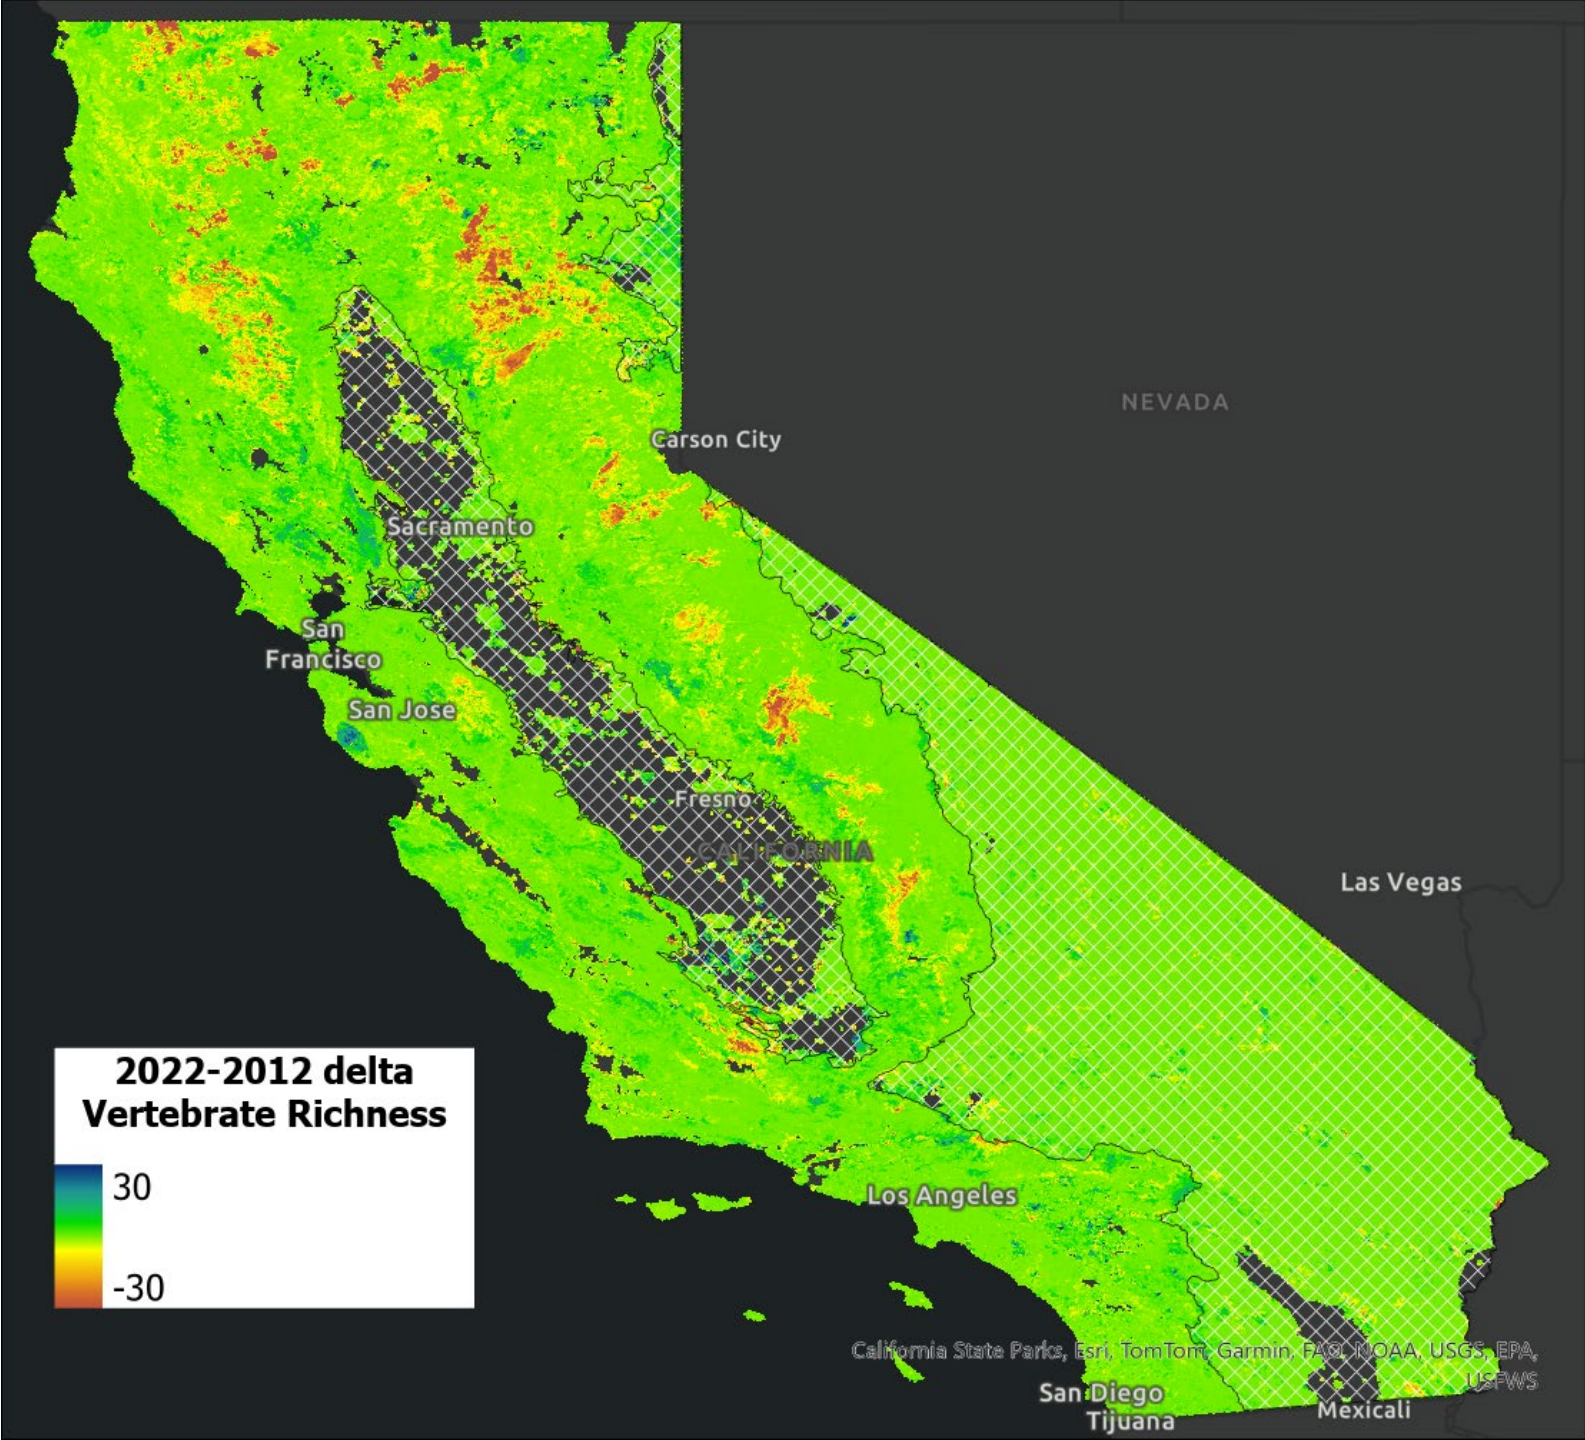 NEVADA
Carson City
Sacramento
San
Francisco
San Jose
Fresno
CALIFORNIA
Las Vegas
2022-2012 delta
Vertebrate Richness
30
-30
Los Angeles
California State Parks, Esri, TomTom, Garmin, FAO, NOAA, USGS, EPA,
USFWS
San Diego
Tijuana
Mexicali